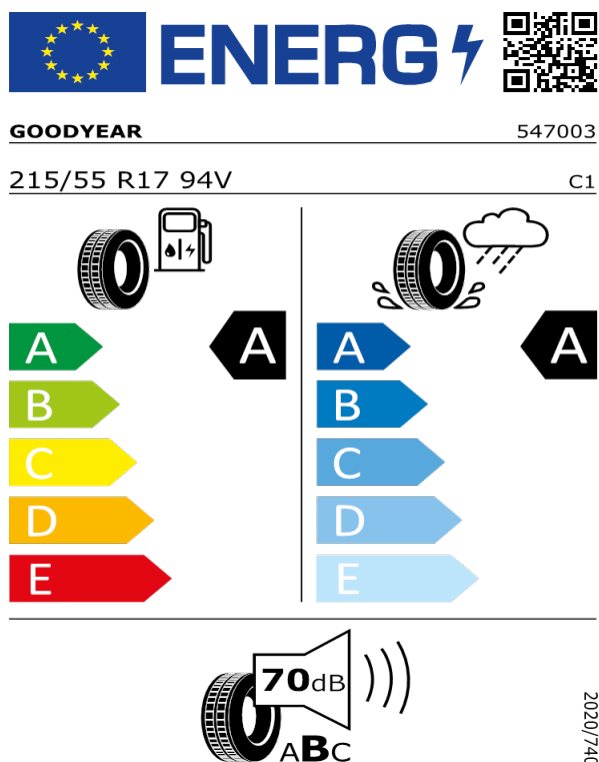 ENERG
GOODYEAR 547003
215/55 R17 94V C1
A A A A
B B
C C
D D
E E
70dB
ABC
2020/740